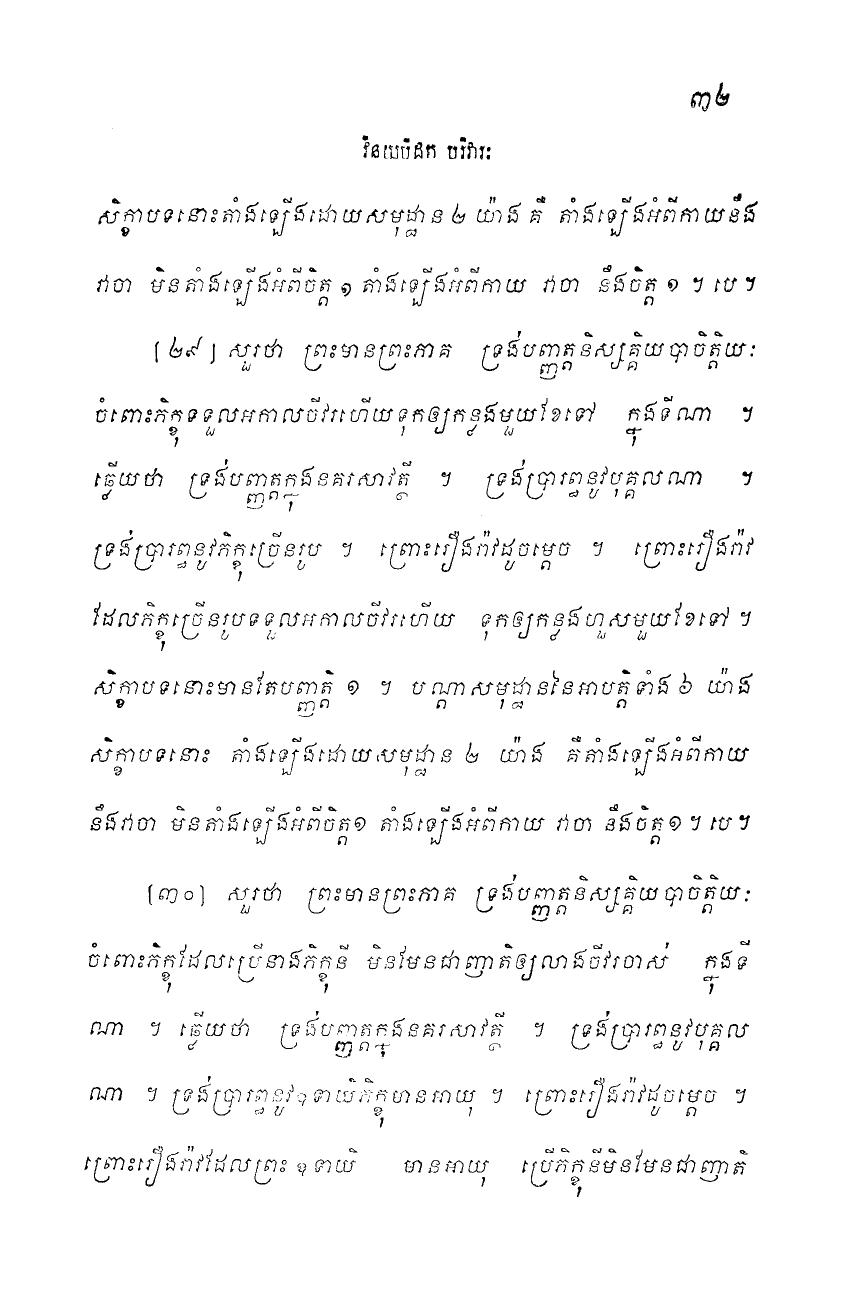 ៣២
វិនយបិដក បរិវារៈ
សិក្ខាបទនោះតាំងឡើងដោយសមុដ្ឋាន ២ យ៉ាង គឺ តាំងឡើងអំពីកាយនឹង
វាចា មិនតាំងឡើងអំពីចិត្ត ១ តាំងឡើងអំពីកាយ វាចា នឹងចិត្ត ១ ។ បេ ។
[២៩] សួរថា ព្រះមានព្រះភាគ ទ្រង់បញ្ញត្តនិស្សគ្គិយបាចិត្តិយៈ
ចំពោះភិក្ខុទទួលអកាលចីវរហើយទុកឲ្យកន្លងមួយខែទៅ ក្នុងទីណា ។
ឆ្លើយថា ទ្រង់បញ្ញត្តក្នុងនគរសាវត្ថី ។ ទ្រង់ប្រារព្ធនូវបុគ្គលណា ។
ទ្រង់ប្រារព្ធនូវភិក្ខុច្រើនរូប ។ ព្រោះរឿងរ៉ាវដូចម្តេច ។ ព្រោះរឿងរ៉ាវ
ដែលភិក្ខុច្រើនរូបទទួលអកាលចីវរហើយ ទុកឲ្យកន្លងហួសមួយខែទៅ ។
សិក្ខាបទនោះមានតែបញ្ញត្តិ ១ ។ បណ្តាសមុដ្ឋាននៃអាបត្តិទាំង ៦ យ៉ាង
សិក្ខាបទនោះ តាំងឡើងដោយសមុដ្ឋាន ២ យ៉ាង គឺតាំងឡើងអំពីកាយ
នឹងវាចា មិនតាំងឡើងអំពីចិត្ត១ តាំងឡើងអំពីកាយ វាចា នឹងចិត្ត១ ។ បេ ។
[៣០] សួរថា ព្រះមានព្រះភាគ ទ្រង់បញ្ញត្តនិស្សគ្គិយបាចិត្តិយៈ
ចំពោះភិក្ខុដែលប្រើនាងភិក្ខុនី មិនមែនជាញាតិឲ្យលាងចីវរចាស់ ក្នុងទី
ណា ។ ឆ្លើយថា ទ្រង់បញ្ញត្តក្នុងនគរសាវត្ថី ។ ទ្រង់ប្រារព្ធនូវបុគ្គល
ណា ។ ទ្រង់ប្រារព្ធនូវឧទាយិភិក្ខុមានអាយុ ។ ព្រោះរឿងរ៉ាវដូចម្តេច ។
ព្រោះរឿងរ៉ាវដែលព្រះឧទាយិ មានអាយុ ប្រើភិក្ខុនីមិនមែនជាញាតិ